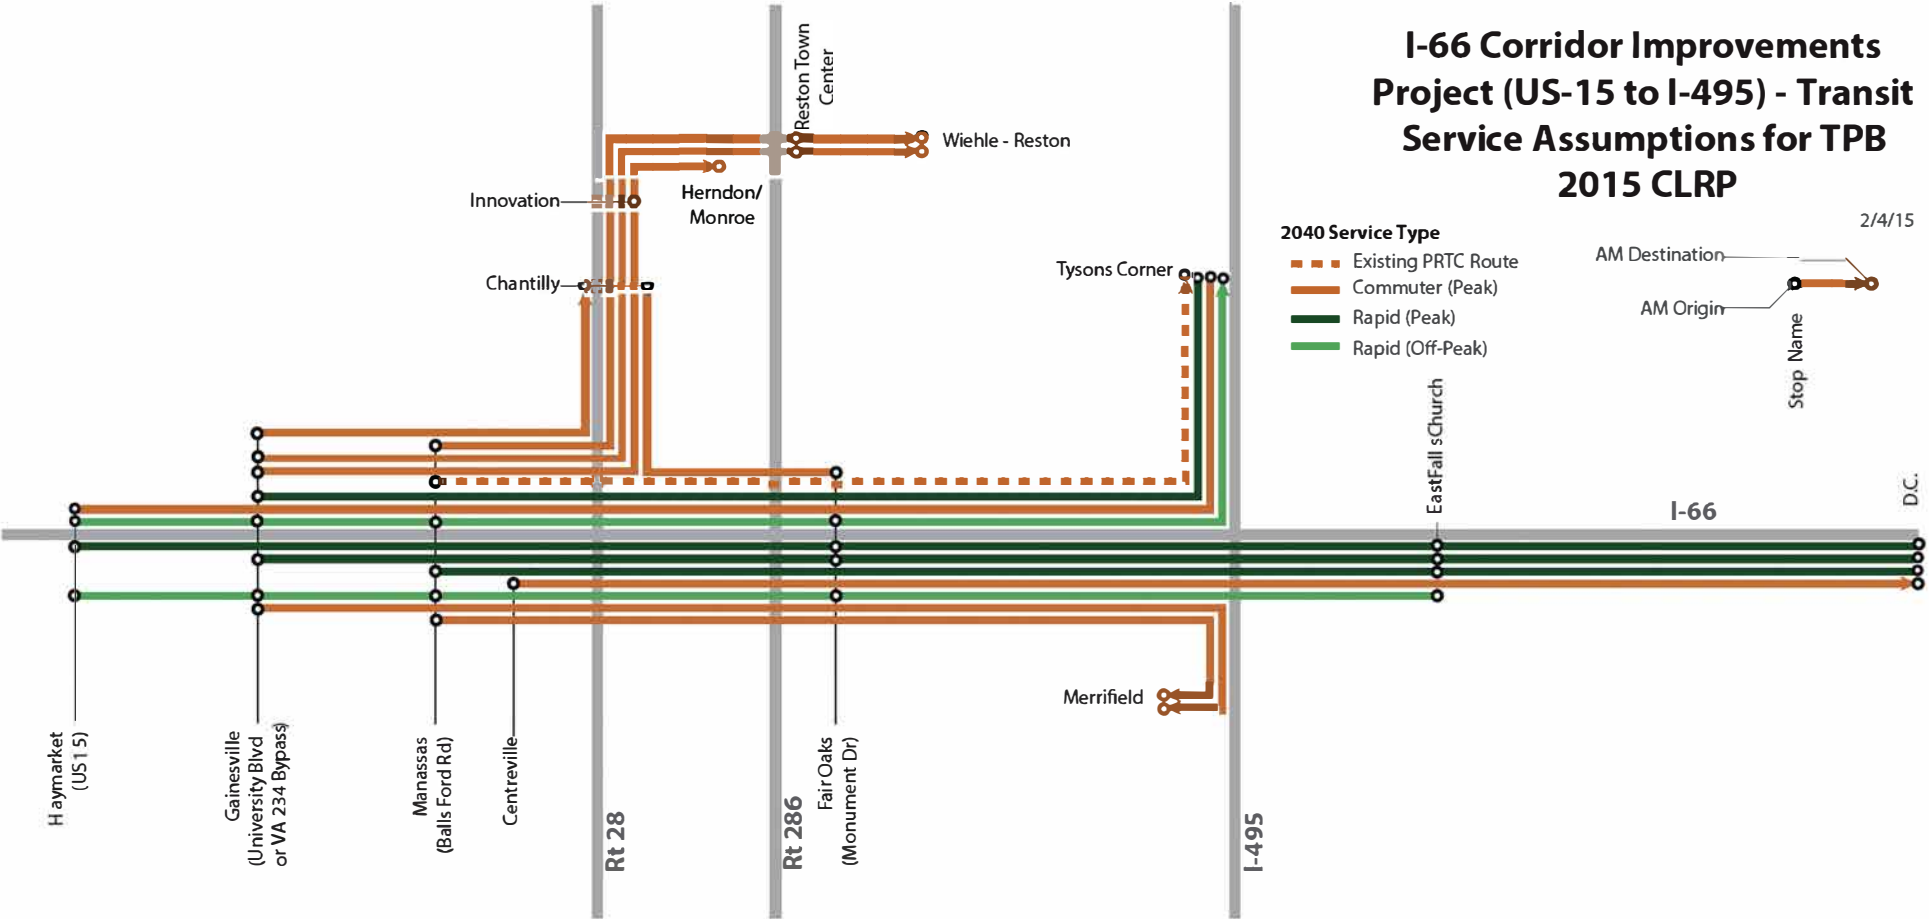 I-66 Corridor Improvements
Project (US-15 to I-495) - Transit
Service Assumptions for TPB
2015 CLRP
2/4/15
2040 Service Type
Existing PRTC Route
Commuter (Peak)
Rapid (Peak)
Rapid (Off-Peak)
AM Destination
AM Origin
Stop Name
Reston Town
Center
Wiehle - Reston
Innovation
Herndon/
Monroe
Chantilly
Tysons Corner
EastFall sChurch
D.C.
I-66
Merrifield
H aymarket
(US1 5)
Gainesville
(University Blvd
or VA 234 Bypass)
Manassas
(Balls Ford Rd)
Centreville
Rt 28
Rt 286
Fair Oaks
(Monument Dr)
I-495